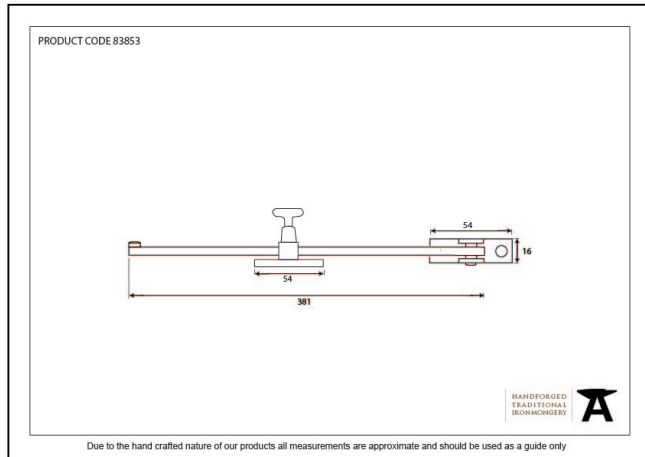 PRODUCT CODE 83853
54
16
54
381
HANDFORGED
TRADITIONAL
IRONMONGERY
A
Due to the hand crafted nature of our products all measurements are approximate and should be used as a guide only